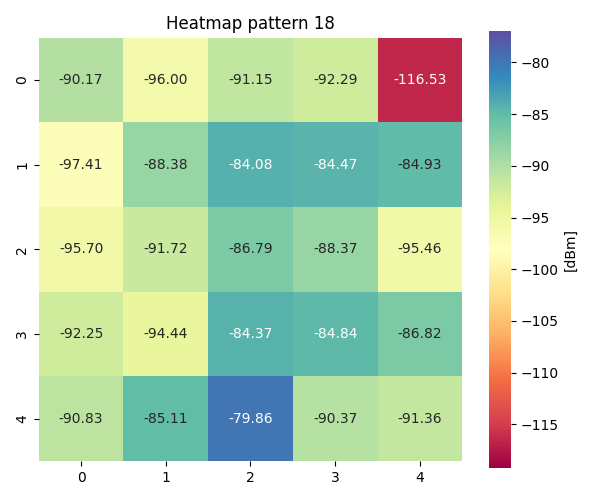 Heatmap pattern 18
0 -90.17 -96.00 -91.15 -92.29 -116.53
1 -97.41 -88.38 -84.08 -84.47 -84.93
2 -95.70 -91.72 -86.79 -88.37 -95.46
3 -92.25 -94.44 -84.37 -84.84 -86.82
4 -90.83 -85.11 -79.86 -90.37 -91.36
0 1 2 3 4
−80
−85
−90
−95
−100
−105
−110
−115
[dBm]